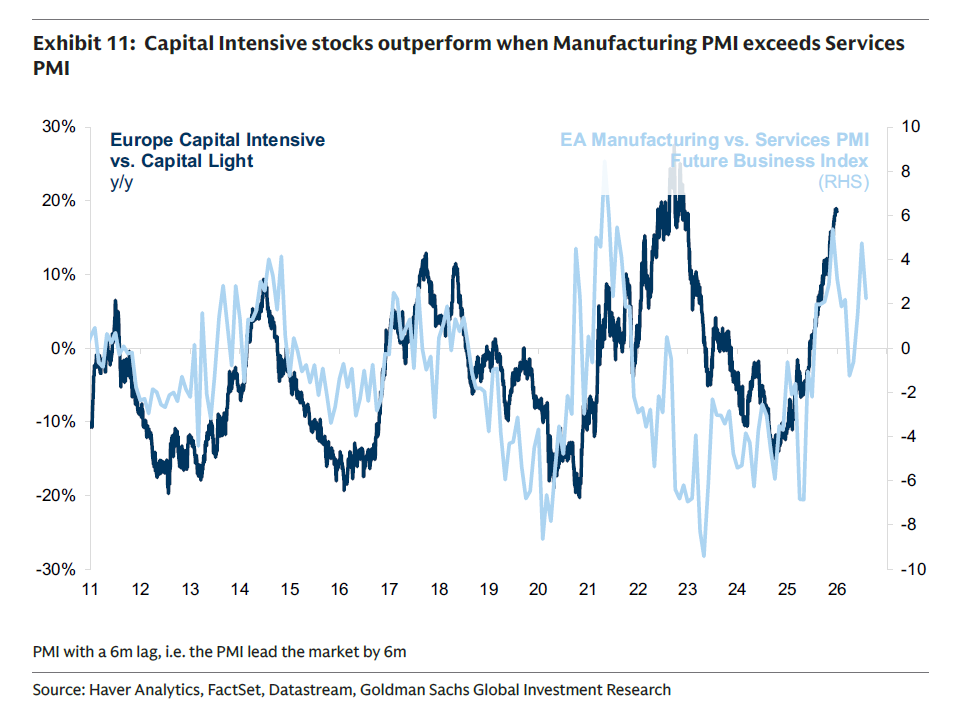 Exhibit 11: Capital Intensive stocks outperform when Manufacturing PMI exceeds Services
PMI
Europe Capital Intensive
vs. Capital Light
y/y
EA Manufacturing vs. Services PMI
Future Business Index
(RHS)
30%
20%
10%
0%
-10%
-20%
-30%
10
8
6
4
2
0
-2
-4
-6
-8
-10
11 12 13 14 15 16 17 18 19 20 21 22 23 24 25 26
PMI with a 6m lag, i.e. the PMI lead the market by 6m
Source: Haver Analytics, FactSet, Datastream, Goldman Sachs Global Investment Research